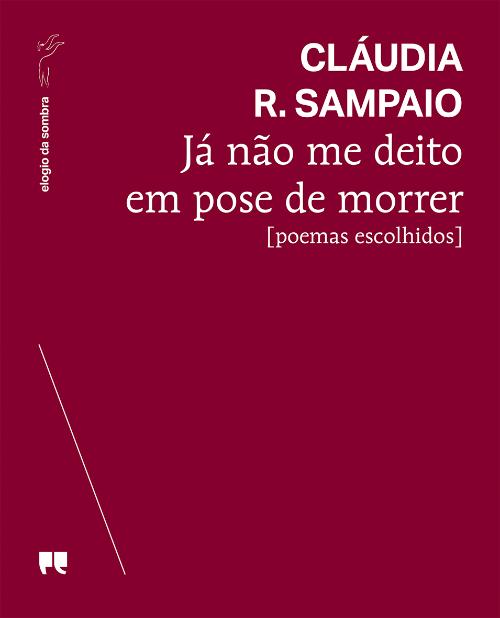 CLÁUDIA
R. SAMPAIO
Já não me deito
em pose de morrer
[poemas escolhidos]
elogio da sombra